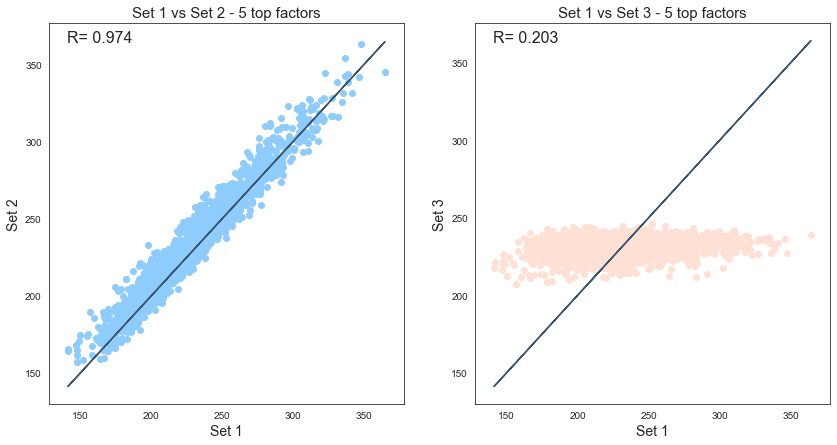 Set 1 vs Set 2 - 5 top factors
R= 0.974
350
300
250
200
150
Set 2
150 200 250 300 350
Set 1
Set 1 vs Set 3 - 5 top factors
R= 0.203
350
300
250
200
150
Set 3
150 200 250 300 350
Set 1